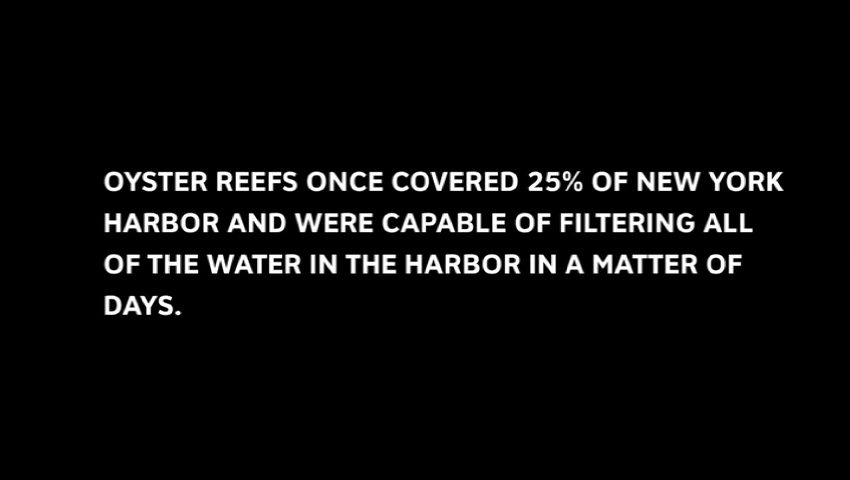 OYSTER REEFS ONCE COVERED 25% OF NEW YORK
HARBOR AND WERE CAPABLE OF FILTERING ALL
OF THE WATER IN THE HARBOR IN A MATTER OF
DAYS.